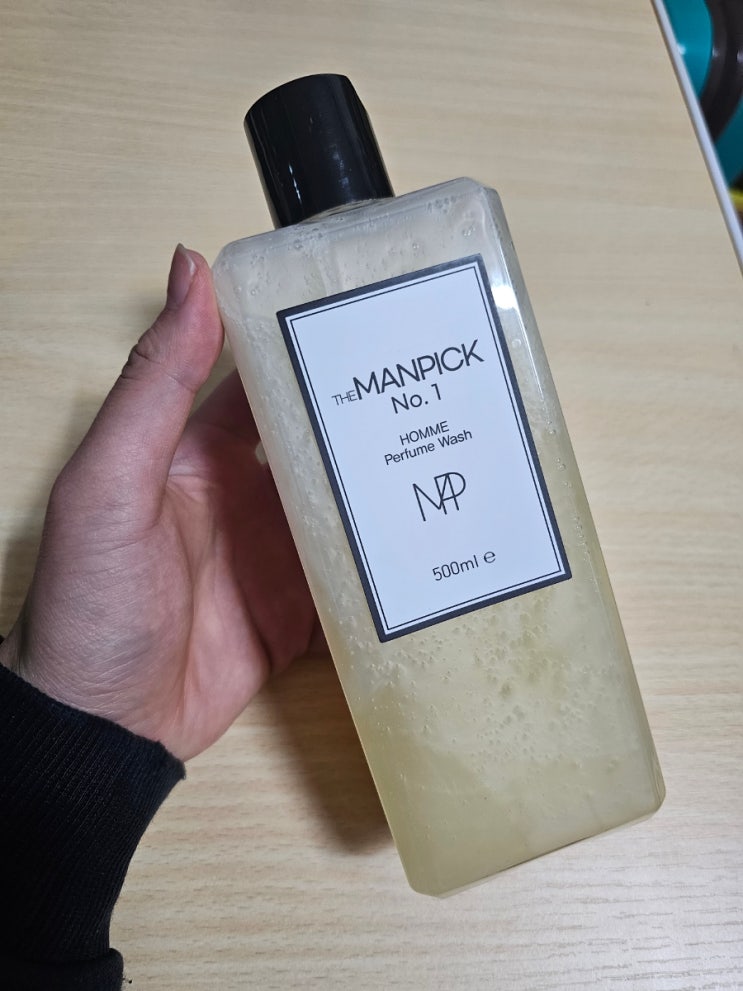 THE MANPICK
No. 1
HOMME
Perfume Wash
MP
500ml ℮